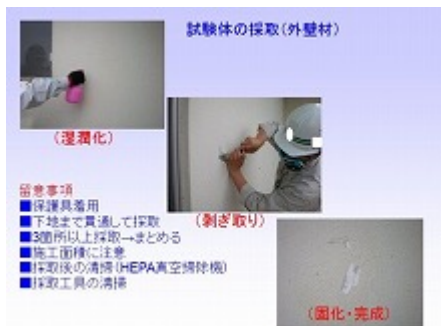 試験体の採取(外壁材)
(湿潤化)
(剥ぎ取り)
留意事項
■保護具着用
■下地まで貫通して採取
■3箇所以上採取→まとめる
■施工面積に注意
■採取後の清掃(HEPA真空掃除機)
■採取工具の清掃
(固化・完成)